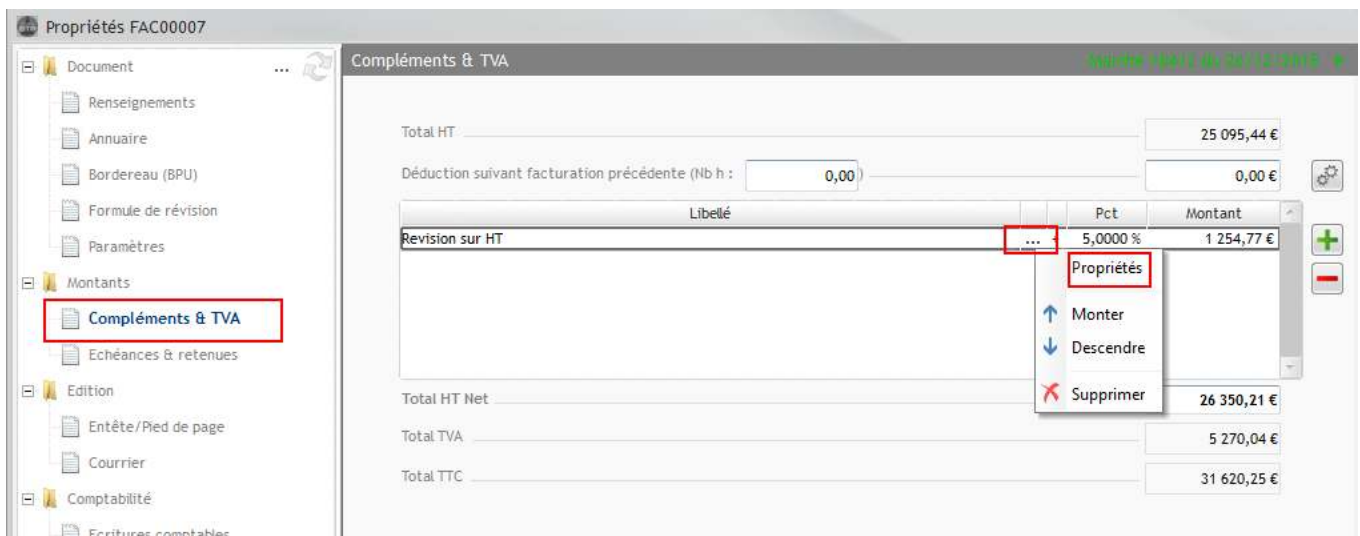 Propriétés FAC00007
Document ...
Renseignements
Annuaire
Bordereau (BPU)
Formule de révision
Paramètres
Montants
Compléments & TVA
Echéances & retenues
Edition
Entête/Pied de page
Courrier
Comptabilité
Ecritures comptables
Compléments & TVA
Total HT 25 095,44 €
Déduction suivant facturation précédente (Nb h : 0,00 ) 0,00 €
Libellé Pct Montant
Revision sur HT ... 5,0000 % 1 254,77 €
Propriétés
Monter
Descendre
Supprimer
Total HT Net 26 350,21 €
Total TVA 5 270,04 €
Total TTC 31 620,25 €